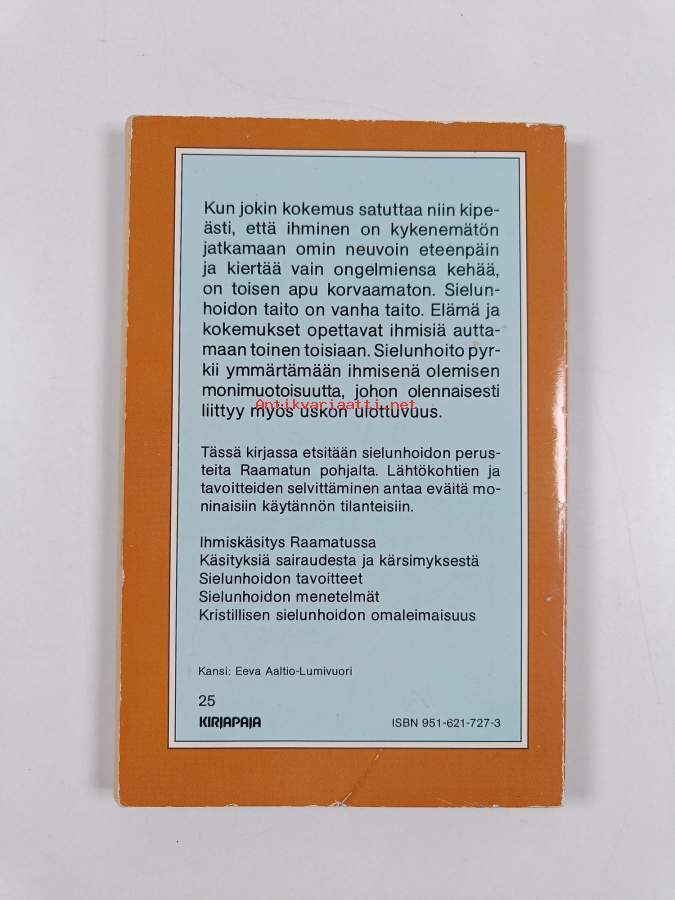 Kun jokin kokemus satuttaa niin kipe-
ästi, että ihminen on kykenemätön
jatkamaan omin neuvoin eteenpäin
ja kiertää vain ongelmiensa kehää,
on toisen apu korvaamaton. Sielun-
hoidon taito on vanha taito. Elämä ja
kokemukset opettavat ihmisiä autta-
maan toinen toisiaan. Sielunhoito pyr-
kii ymmärtämään ihmisenä olemisen
monimuotoisuutta, johon olennaisesti
Antikvariaatti.net
liittyy myös uskon ulottuvuus.
Tässä kirjassa etsitään sielunhoidon perus-
teita Raamatun pohjalta. Lähtökohtien ja
tavoitteiden selvittäminen antaa eväitä mo-
ninaisiin käytännön tilanteisiin.
Ihmiskäsitys Raamatussa
Käsityksiä sairaudesta ja kärsimyksestä
Sielunhoidon tavoitteet
Sielunhoidon menetelmät
Kristillisen sielunhoidon omaleimaisuus
Kansi: Eeva Aaltio-Lumivuori
25
KIRJAPAJA ISBN 951-621-727-3